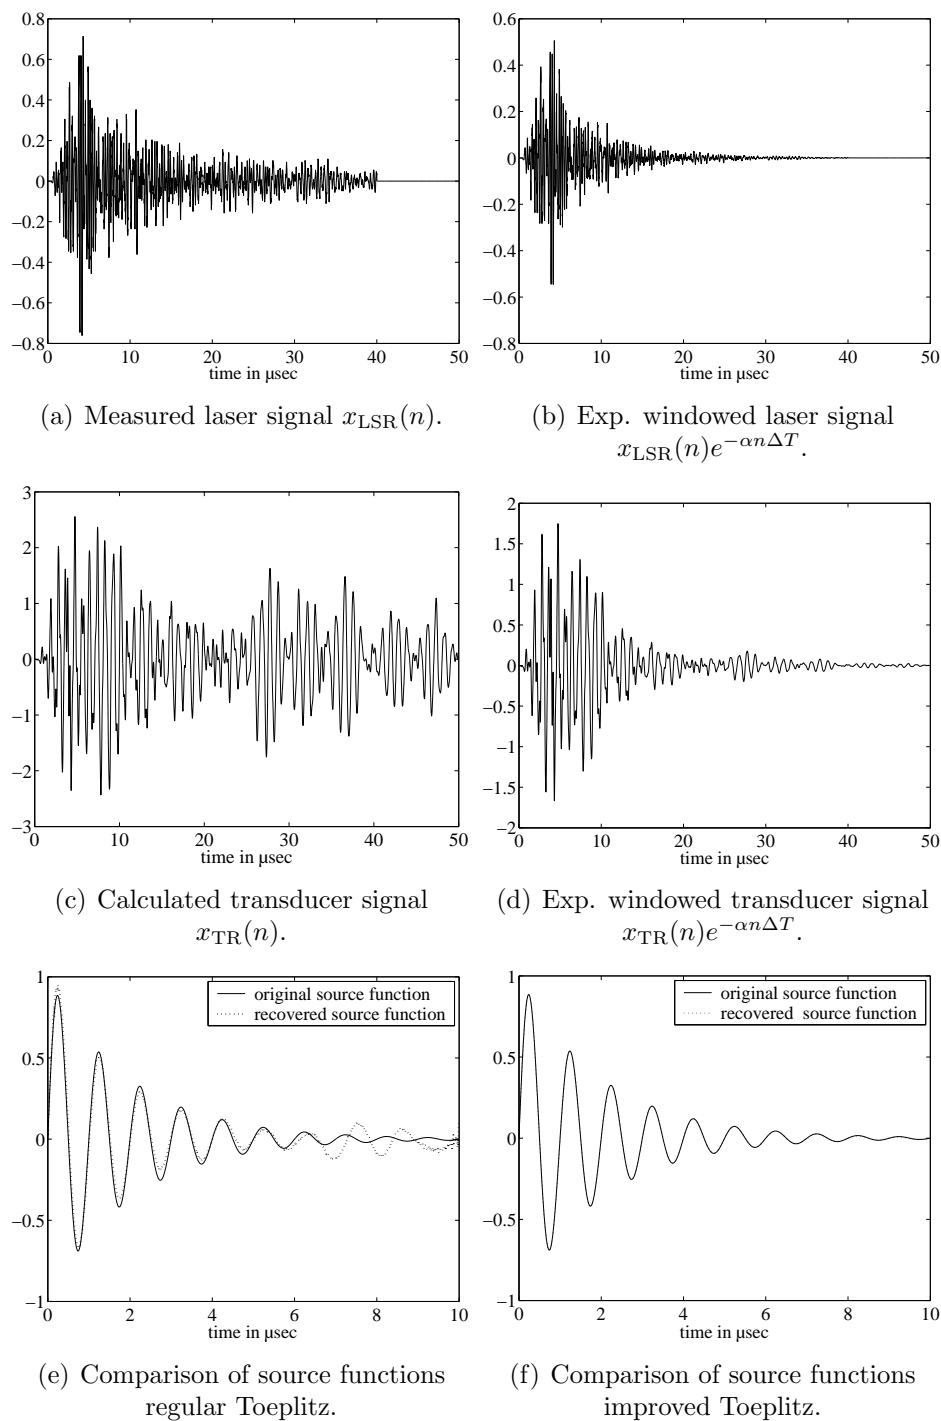 0.8
0.6
0.4
0.2
0
−0.2
−0.4
−0.6
−0.8
0 10 20 30 40 50
time in μsec
(a) Measured laser signal x_LSR(n).
0.6
0.4
0.2
0
−0.2
−0.4
−0.6
−0.8
0 10 20 30 40 50
time in μsec
(b) Exp. windowed laser signal
x_LSR(n)e^{−αnΔT}.
3
2
1
0
−1
−2
−3
0 10 20 30 40 50
time in μsec
(c) Calculated transducer signal
x_TR(n).
2
1.5
1
0.5
0
−0.5
−1
−1.5
−2
0 10 20 30 40 50
time in μsec
(d) Exp. windowed transducer signal
x_TR(n)e^{−αnΔT}.
1
0.5
0
−0.5
−1
original source function
recovered source function
0 2 4 6 8 10
time in μsec
(e) Comparison of source functions
regular Toeplitz.
1
0.5
0
−0.5
−1
original source function
recovered source function
0 2 4 6 8 10
time in μsec
(f) Comparison of source functions
improved Toeplitz.